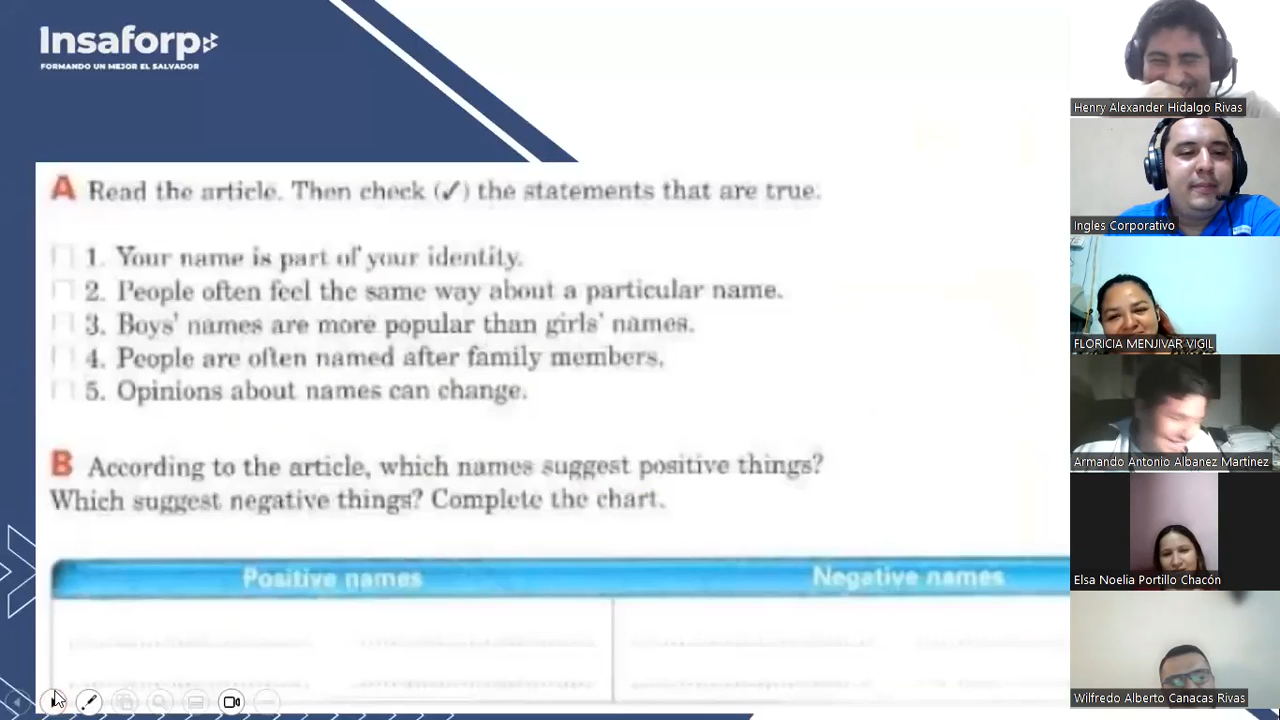 Insaforp
FORMANDO UN MEJOR EL SALVADOR
A Read the article. Then check (✓) the statements that are true.
1. Your name is part of your identity.
2. People often feel the same way about a particular name.
3. Boys' names are more popular than girls' names.
4. People are often named after family members.
5. Opinions about names can change.
B According to the article, which names suggest positive things?
Which suggest negative things? Complete the chart.
Positive names
Negative names
Henry Alexander Hidalgo Rivas
Ingles Corporativo
FLORICIA MENJIVAR VIGIL
Armando Antonio Albanez Martinez
Elsa Noelia Portillo Chacón
Wilfredo Alberto Canacas Rivas